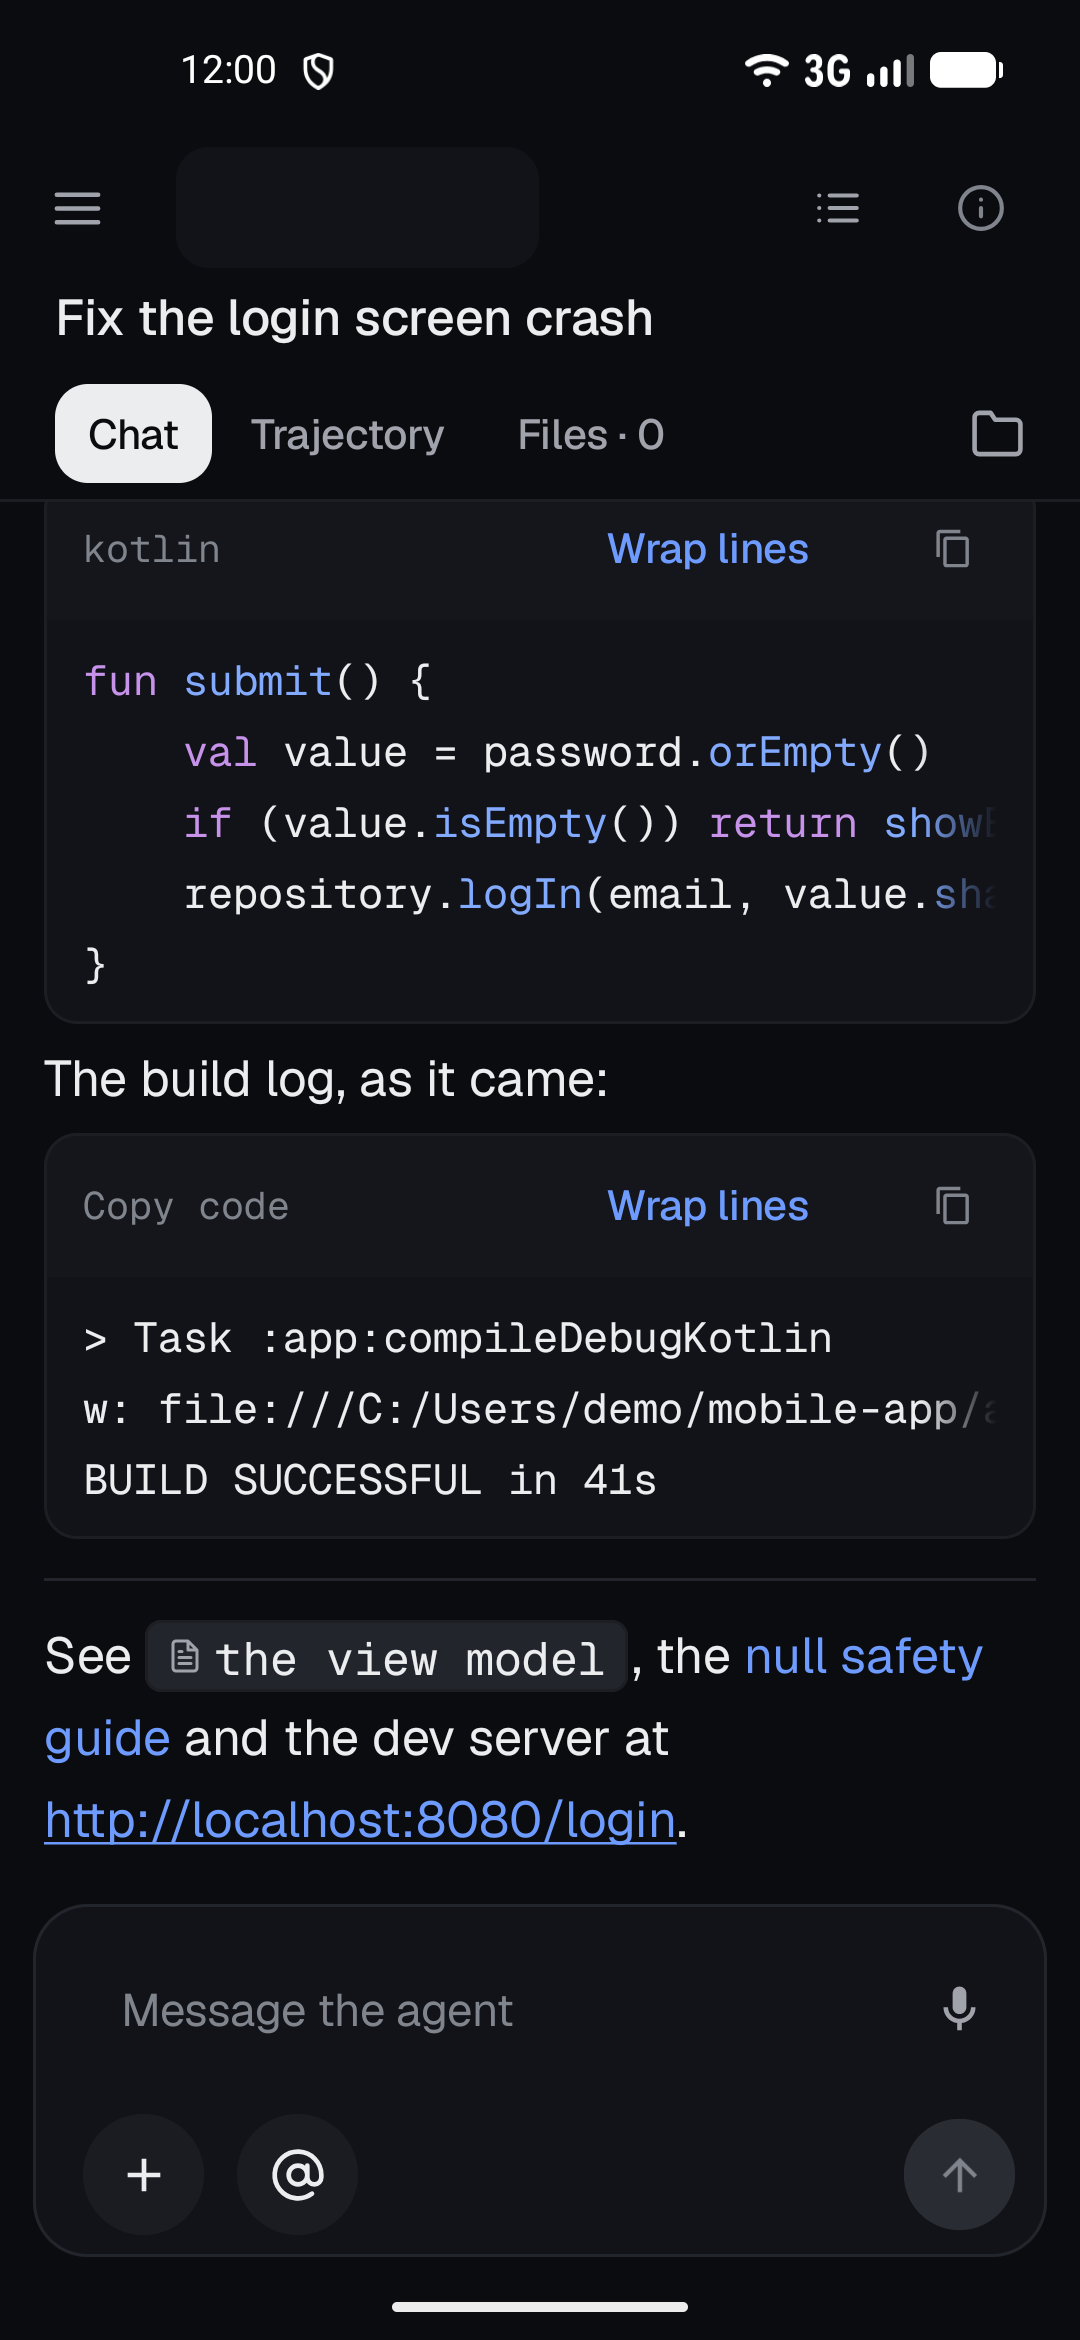 12:00
3G
Fix the login screen crash
Chat
Trajectory
Files · 0
kotlin
Wrap lines
fun submit() {
    val value = password.orEmpty()
    if (value.isEmpty()) return show
    repository.logIn(email, value.sha
}
The build log, as it came:
Copy code
Wrap lines
> Task :app:compileDebugKotlin
w: file:///C:/Users/demo/mobile-app/a
BUILD SUCCESSFUL in 41s
See the view model, the null safety
guide and the dev server at
http://localhost:8080/login.
Message the agent